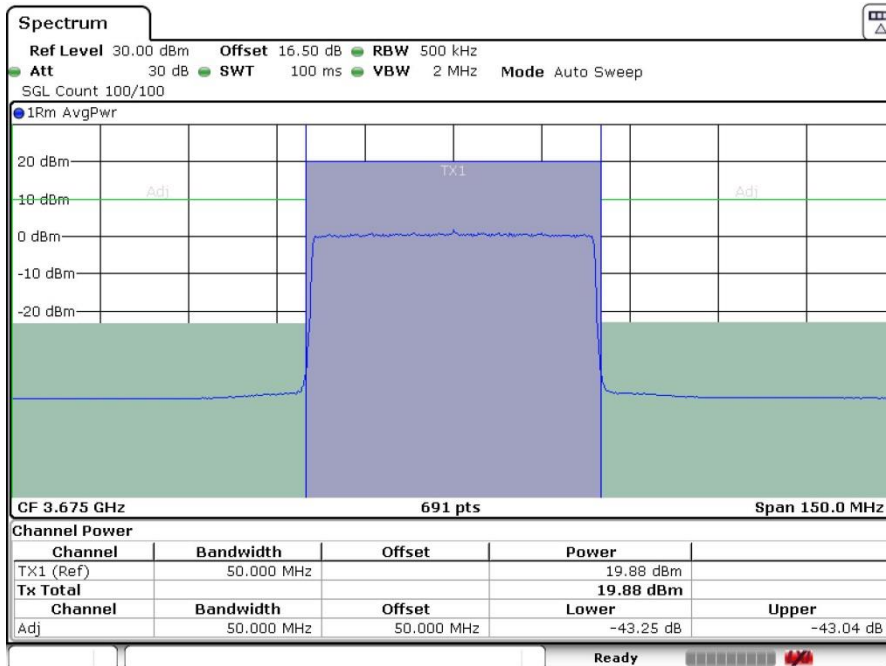 Spectrum
Ref Level 30.00 dBm Offset 16.50 dB RBW 500 kHz
Att 30 dB SWT 100 ms VBW 2 MHz Mode Auto Sweep
SGL Count 100/100
1Rm AvgPwr
20 dBm
TX1
Adj
Adj
10 dBm
0 dBm
-10 dBm
-20 dBm
CF 3.675 GHz 691 pts Span 150.0 MHz
Channel Power
Channel Bandwidth Offset Power
TX1 (Ref) 50.000 MHz 19.88 dBm
Tx Total 19.88 dBm
Channel Bandwidth Offset Lower Upper
Adj 50.000 MHz 50.000 MHz -43.25 dB -43.04 dB
Ready